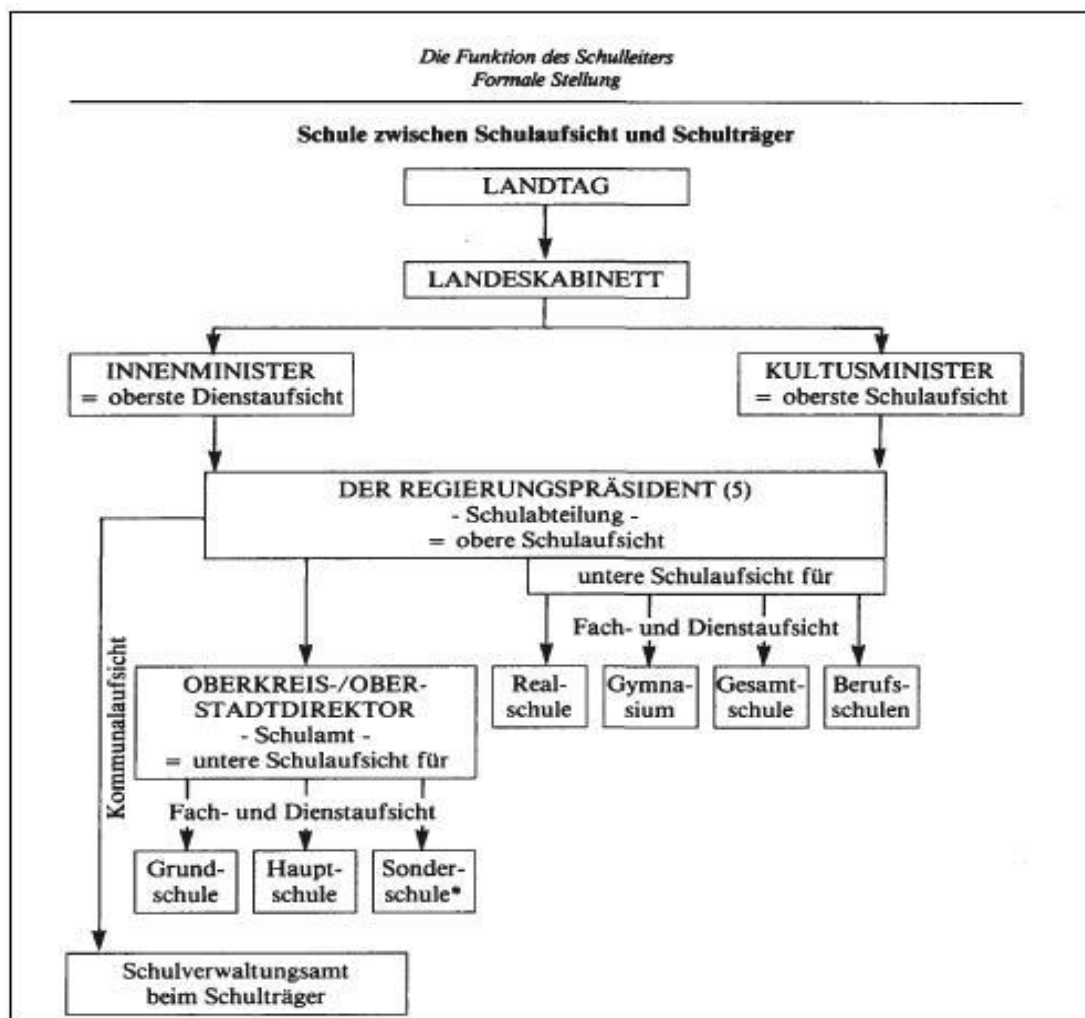 Die Funktion des Schulleiters
Formale Stellung
Schule zwischen Schulaufsicht und Schulträger
LANDTAG
LANDESKABINETT
INNENMINISTER
= oberste Dienstaufsicht
KULTUSMINISTER
= oberste Schulaufsicht
DER REGIERUNGSPRÄSIDENT (5)
- Schulabteilung -
= obere Schulaufsicht
untere Schulaufsicht für
Fach- und Dienstaufsicht
Real-
schule
Gymna-
sium
Gesamt-
schule
Berufs-
schulen
Kommunalaufsicht
OBERKREIS-/OBER-
STADTDIREKTOR
- Schulamt -
= untere Schulaufsicht für
Fach- und Dienstaufsicht
Grund-
schule
Haupt-
schule
Sonder-
schule*
Schulverwaltungsamt
beim Schulträger